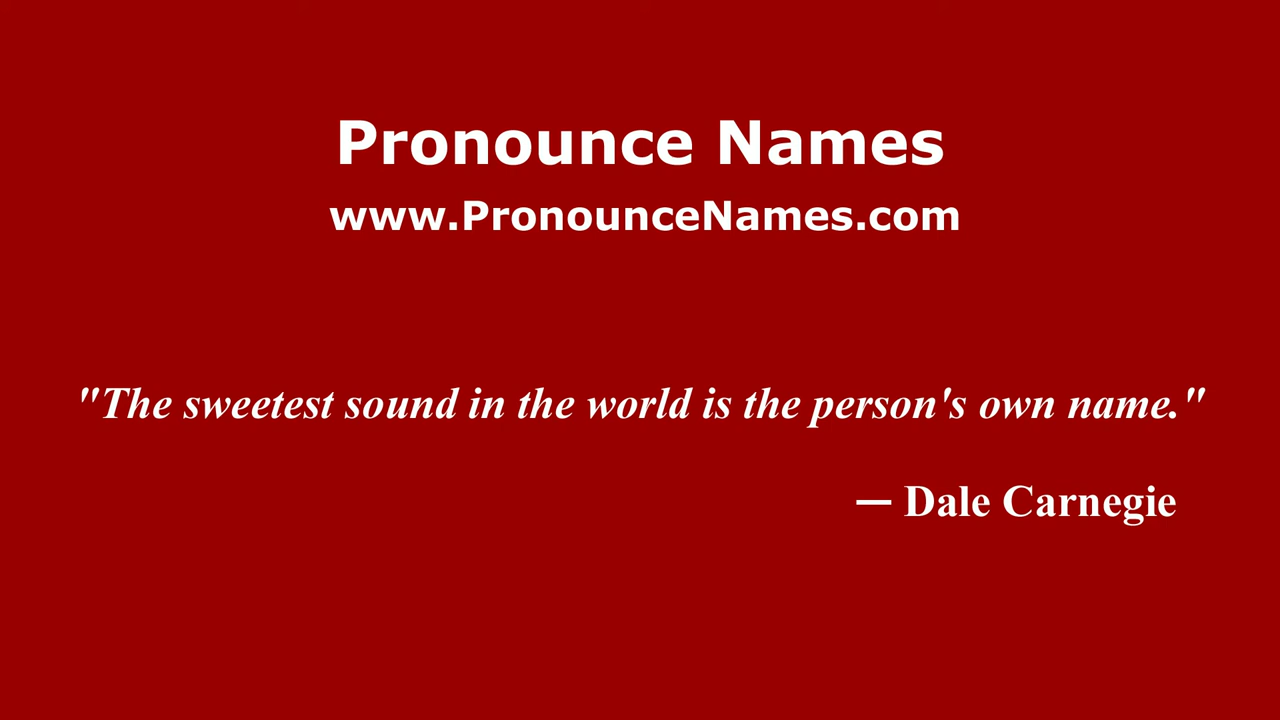 Pronounce Names
www.PronounceNames.com
"The sweetest sound in the world is the person's own name."
— Dale Carnegie